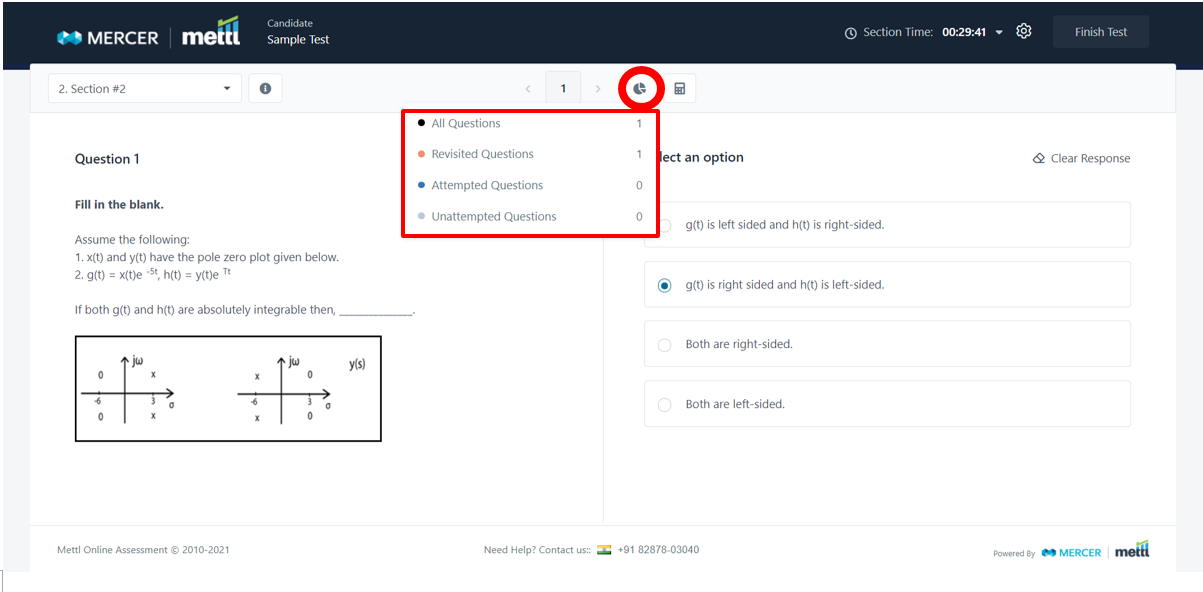 MERCER mettl
Candidate
Sample Test
Section Time: 00:29:41
Finish Test
2. Section #2
1
All Questions 1
Revisited Questions 1
Attempted Questions 0
Unattempted Questions 0
Question 1
Fill in the blank.
Assume the following:
1. x(t) and y(t) have the pole zero plot given below.
2. g(t) = x(t)e -5t, h(t) = y(t)e Tt
If both g(t) and h(t) are absolutely integrable then, ______________.
jω
0 x
-6 3 σ
0 x
jω y(s)
x 0
-6 3 σ
x 0
lect an option
Clear Response
g(t) is left sided and h(t) is right-sided.
g(t) is right sided and h(t) is left-sided.
Both are right-sided.
Both are left-sided.
Mettl Online Assessment © 2010-2021
Need Help? Contact us:: +91 82878-03040
Powered By MERCER mettl